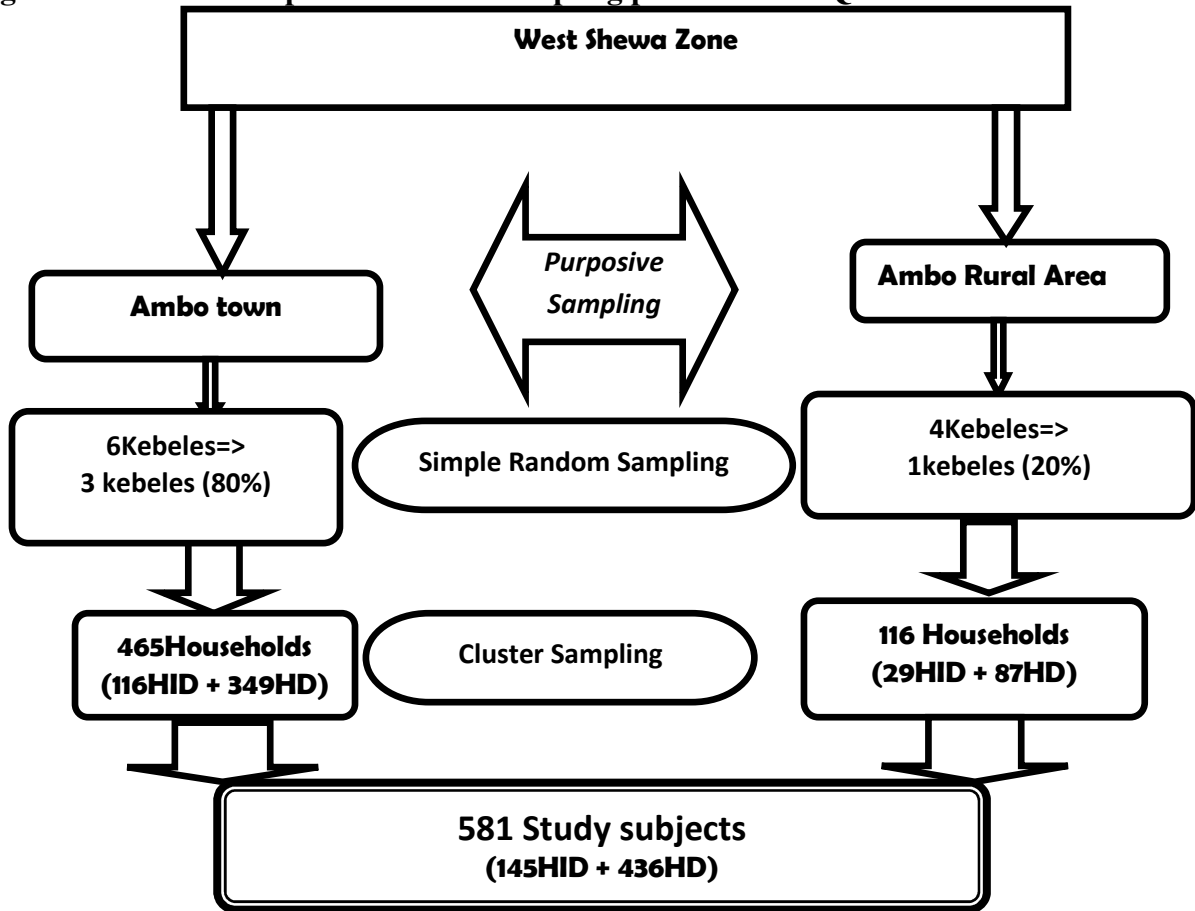 West Shewa Zone
Purposive
Sampling
Ambo town
Ambo Rural Area
6Kebeles=>
3 kebeles (80%)
Simple Random Sampling
4Kebeles=>
1kebeles (20%)
465Households
(116HID + 349HD)
Cluster Sampling
116 Households
(29HID + 87HD)
581 Study subjects
(145HID + 436HD)